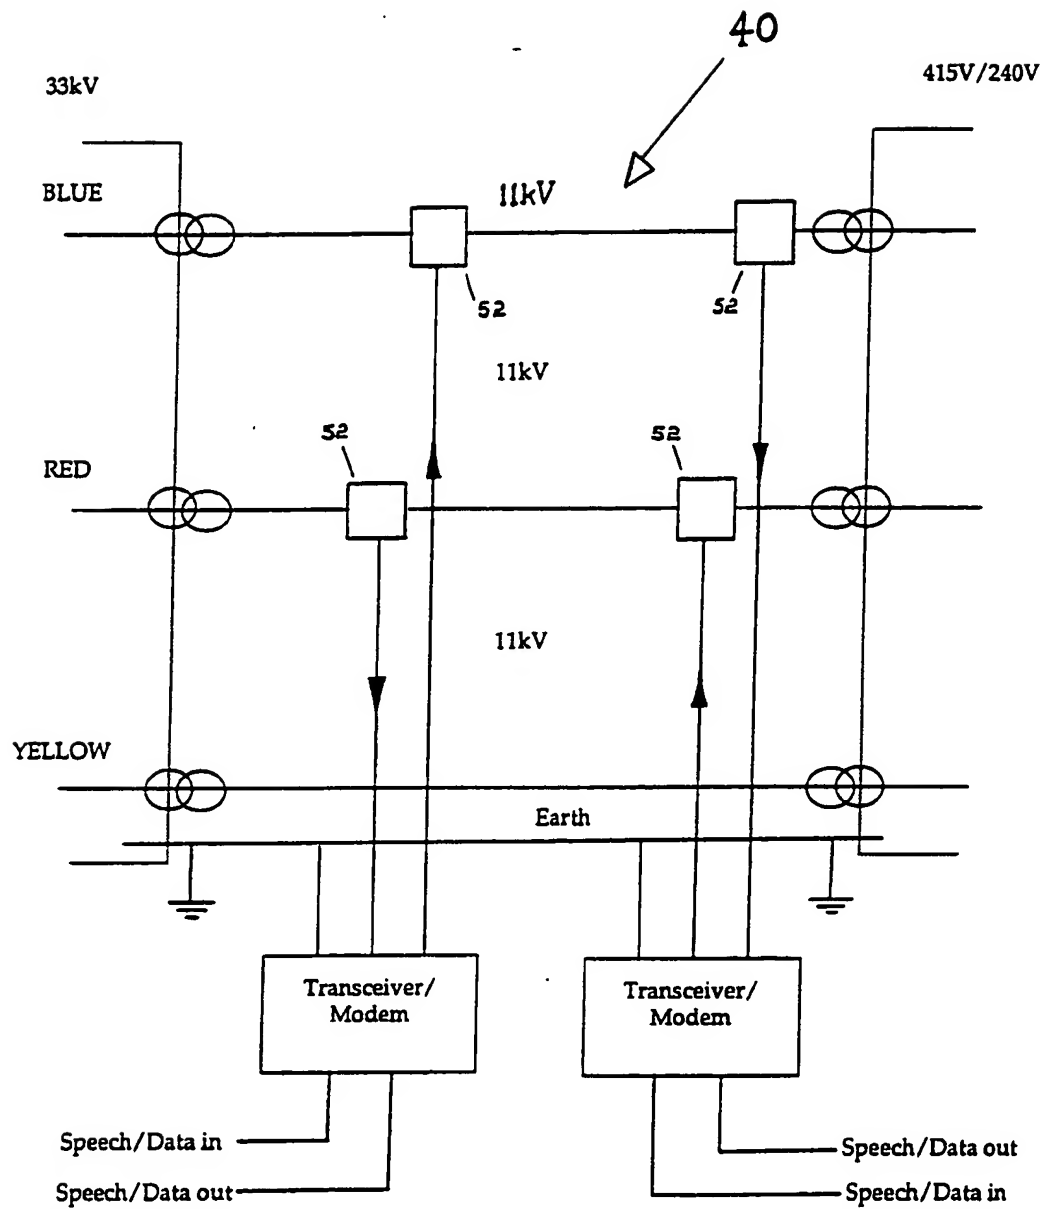 40
33kV
415V/240V
BLUE
11kV
52
52
11kV
52
52
RED
11kV
YELLOW
Earth
Transceiver/
Modem
Transceiver/
Modem
Speech/Data in
Speech/Data out
Speech/Data out
Speech/Data in